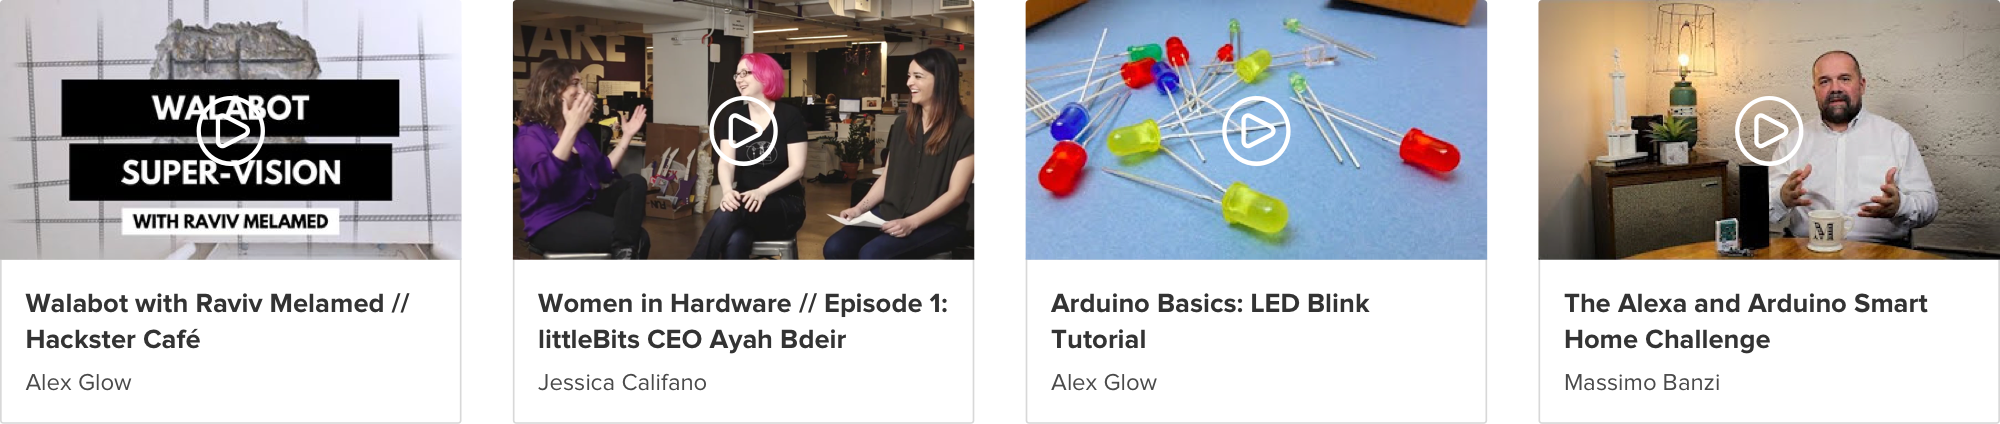 WALABOT
SUPER-VISION
WITH RAVIV MELAMED
Walabot with Raviv Melamed //
Hackster Café
Alex Glow
Women in Hardware // Episode 1:
littleBits CEO Ayah Bdeir
Jessica Califano
Arduino Basics: LED Blink
Tutorial
Alex Glow
The Alexa and Arduino Smart
Home Challenge
Massimo Banzi